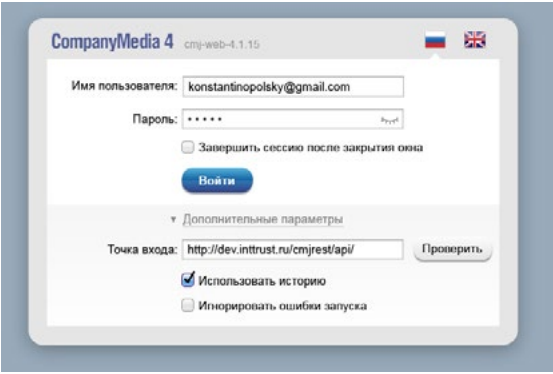 CompanyMedia 4 cmj-web-4.1.15
Имя пользователя: konstantinopolsky@gmail.com
Пароль: •••••
Завершить сессию после закрытия окна
Войти
▼ Дополнительные параметры
Точка входа: http://dev.inttrust.ru/cmjrest/api/ Проверить
Использовать историю
Игнорировать ошибки запуска